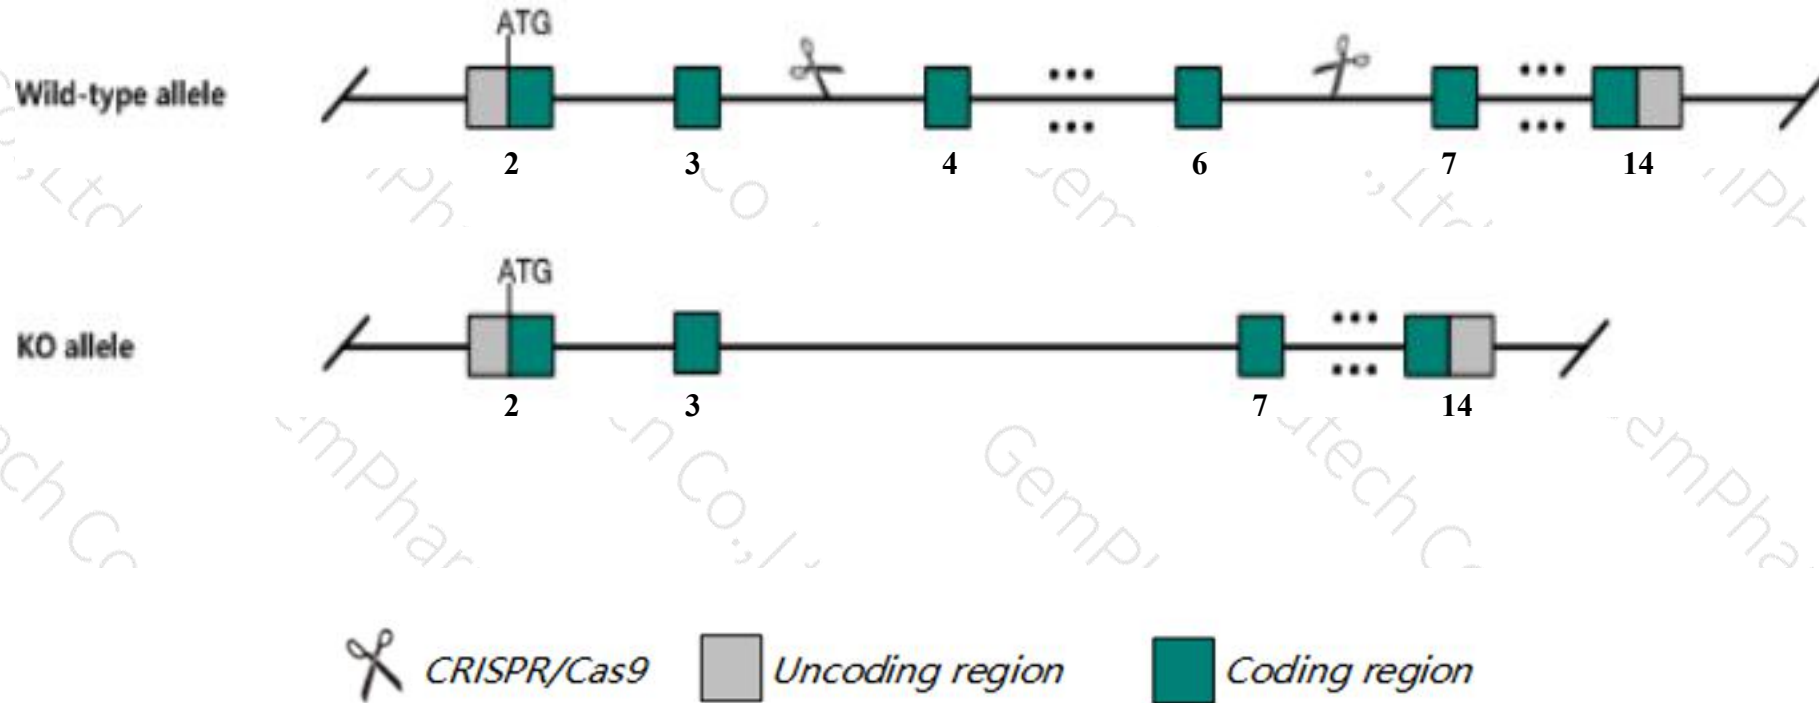 ATG
Wild-type allele
2 3 4 6 7 14
ATG
KO allele
2 3 7 14
CRISPR/Cas9 Uncoding region Coding region